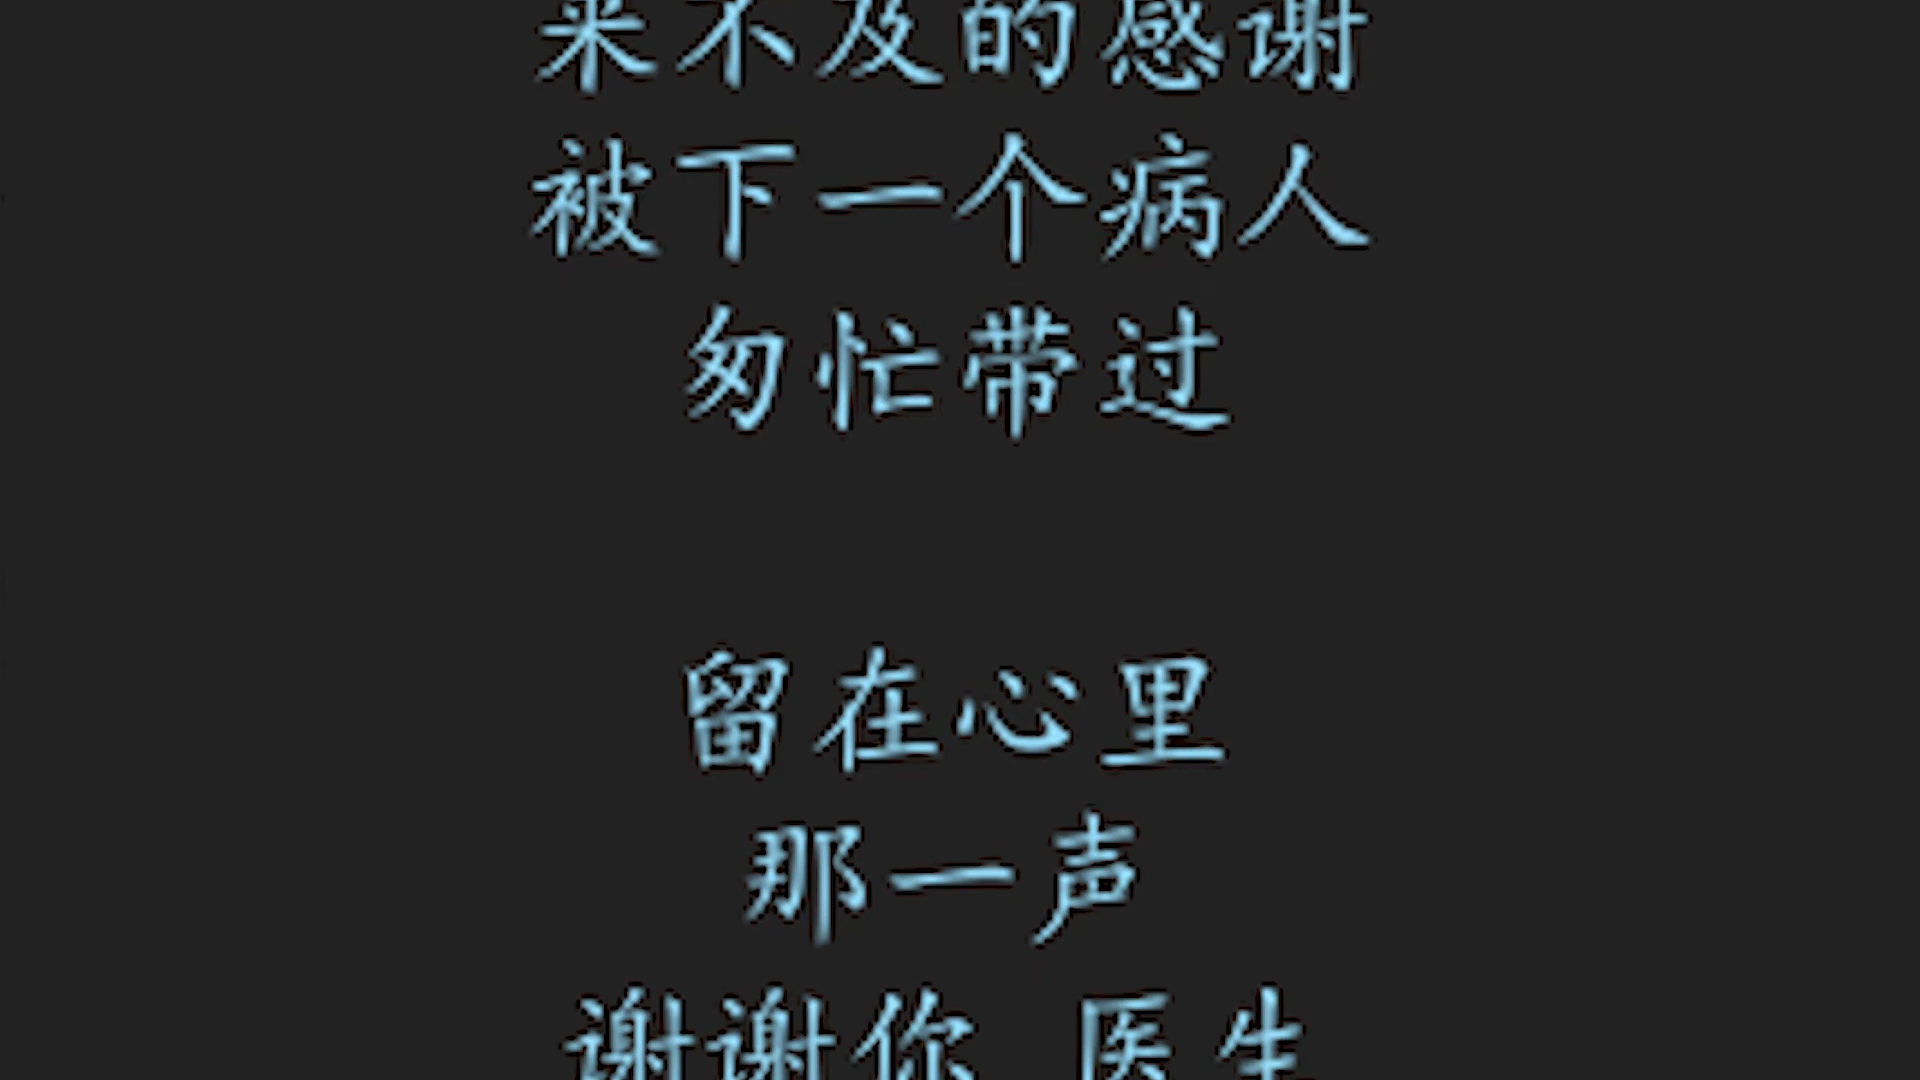 来不及的感谢
被下一个病人
匆忙带过
留在心里
那一声
谢谢你 医生